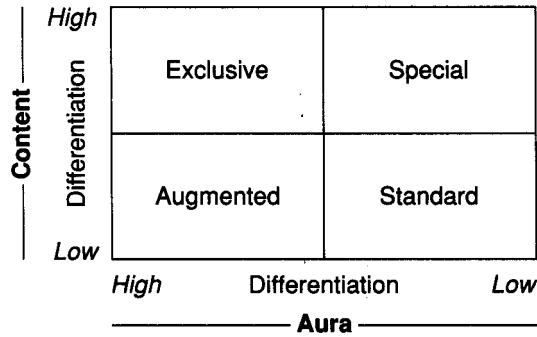 High
Exclusive Special
Content
Differentiation
Augmented Standard
Low
High Differentiation Low
Aura